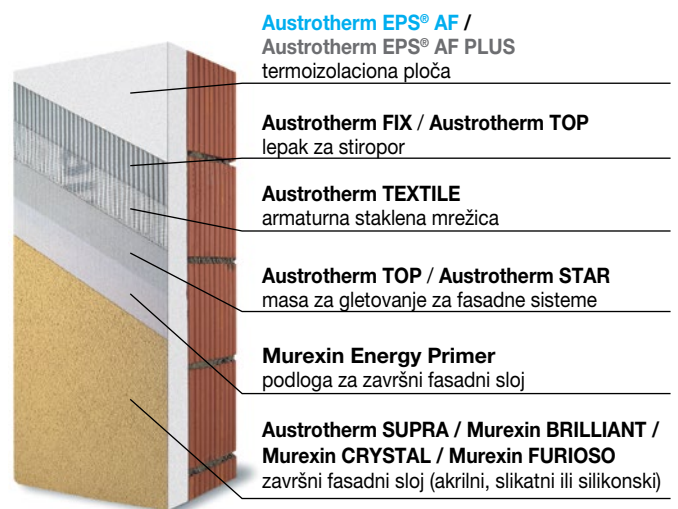 Austrotherm EPS® AF /
Austrotherm EPS® AF PLUS
termoizolaciona ploča
Austrotherm FIX / Austrotherm TOP
lepak za stiropor
Austrotherm TEXTILE
armaturna staklena mrežica
Austrotherm TOP / Austrotherm STAR
masa za gletovanje za fasadne sisteme
Murexin Energy Primer
podloga za završni fasadni sloj
Austrotherm SUPRA / Murexin BRILLIANT /
Murexin CRYSTAL / Murexin FURIOSO
završni fasadni sloj (akrilni, slikatni ili silikonski)